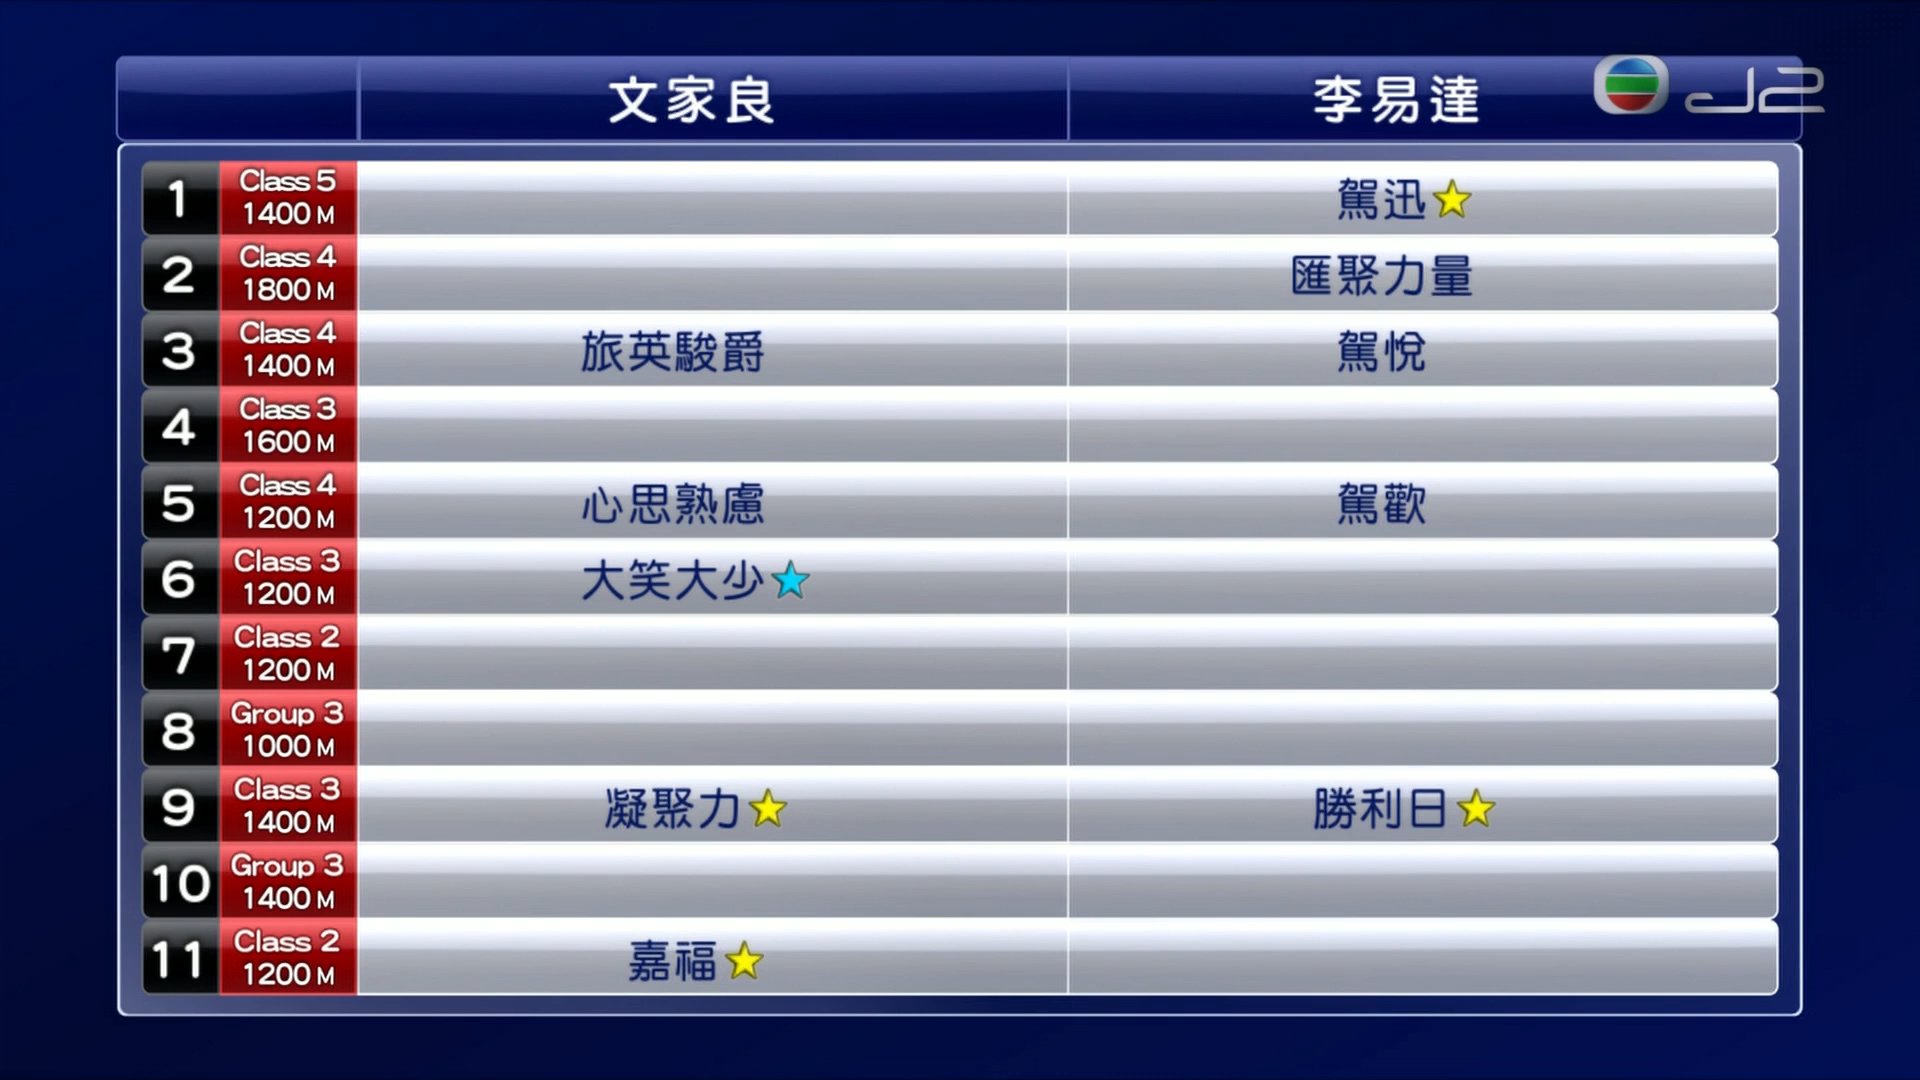 文家良 李易達
J2
1 Class 5 1400 M 駕迅
2 Class 4 1800 M 匯聚力量
3 Class 4 1400 M 旅英駿爵 駕悅
4 Class 3 1600 M
5 Class 4 1200 M 心思熟慮 駕歡
6 Class 3 1200 M 大笑大少
7 Class 2 1200 M
8 Group 3 1000 M
9 Class 3 1400 M 凝聚力 勝利日
10 Group 3 1400 M
11 Class 2 1200 M 嘉福